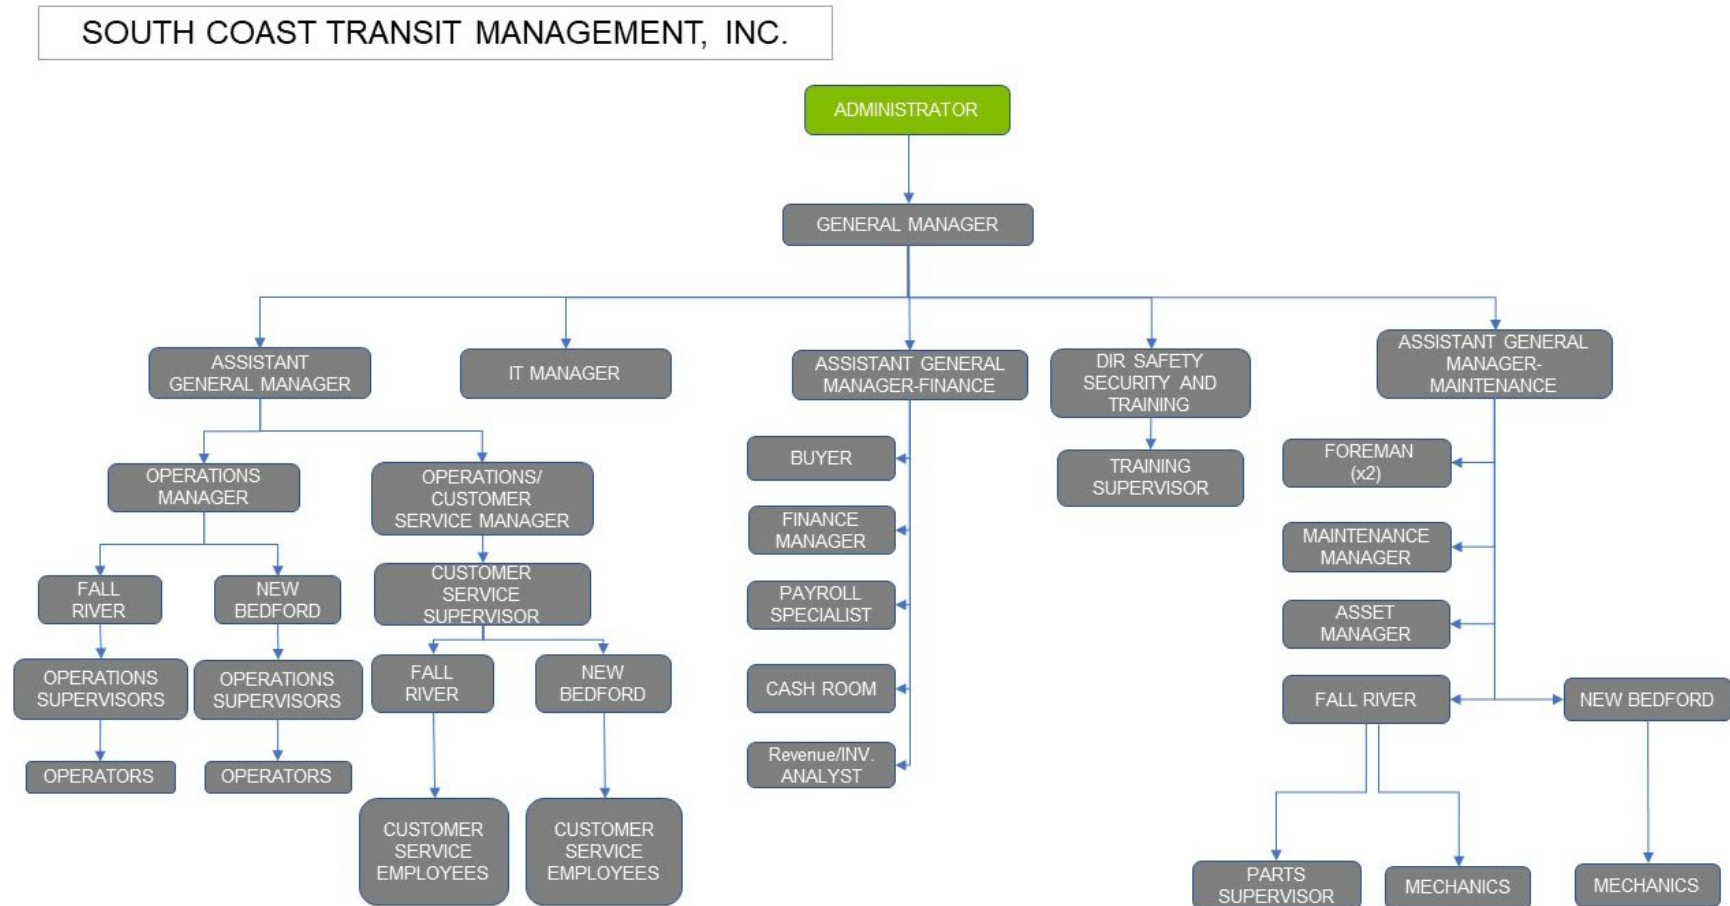 SOUTH COAST TRANSIT MANAGEMENT, INC.
ADMINISTRATOR
GENERAL MANAGER
ASSISTANT
GENERAL MANAGER
IT MANAGER
ASSISTANT GENERAL
MANAGER-FINANCE
DIR SAFETY
SECURITY AND
TRAINING
ASSISTANT GENERAL
MANAGER-
MAINTENANCE
OPERATIONS
MANAGER
OPERATIONS/
CUSTOMER
SERVICE MANAGER
FALL
RIVER
NEW
BEDFORD
CUSTOMER
SERVICE
SUPERVISOR
OPERATIONS
SUPERVISORS
OPERATIONS
SUPERVISORS
FALL
RIVER
NEW
BEDFORD
OPERATORS
OPERATORS
CUSTOMER
SERVICE
EMPLOYEES
CUSTOMER
SERVICE
EMPLOYEES
BUYER
FINANCE
MANAGER
PAYROLL
SPECIALIST
CASH ROOM
Revenue/INV.
ANALYST
TRAINING
SUPERVISOR
FOREMAN
(x2)
MAINTENANCE
MANAGER
ASSET
MANAGER
FALL RIVER
NEW BEDFORD
PARTS
SUPERVISOR
MECHANICS
MECHANICS